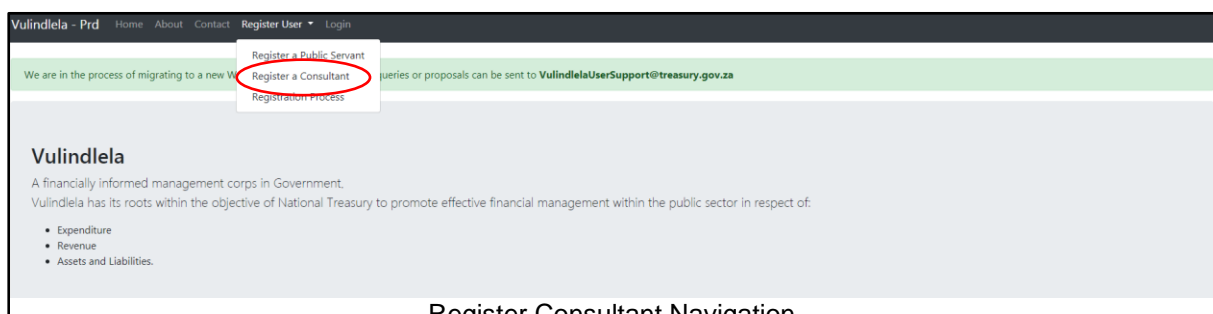 Vulindlela - Prd Home About Contact Register User Login
Register a Public Servant
We are in the process of migrating to a new W
Register a Consultant
ueries or proposals can be sent to VulindlelaUserSupport@treasury.gov.za
Registration Process
Vulindlela
A financially informed management corps in Government.
Vulindlela has its roots within the objective of National Treasury to promote effective financial management within the public sector in respect of:
• Expenditure
• Revenue
• Assets and Liabilities.
Register Consultant Navigation